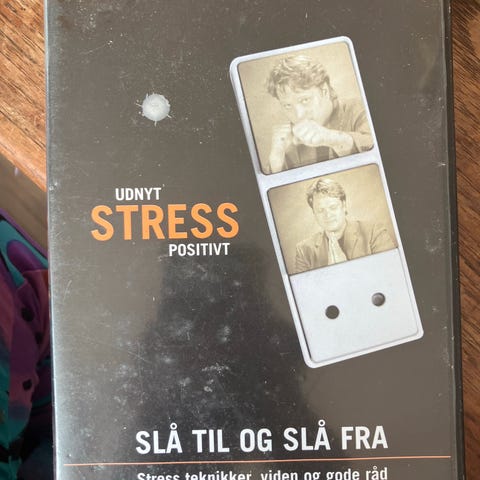 UDNYT
STRESS
POSITIVT
SLÅ TIL OG SLÅ FRA
Stress teknikker, viden og gode råd